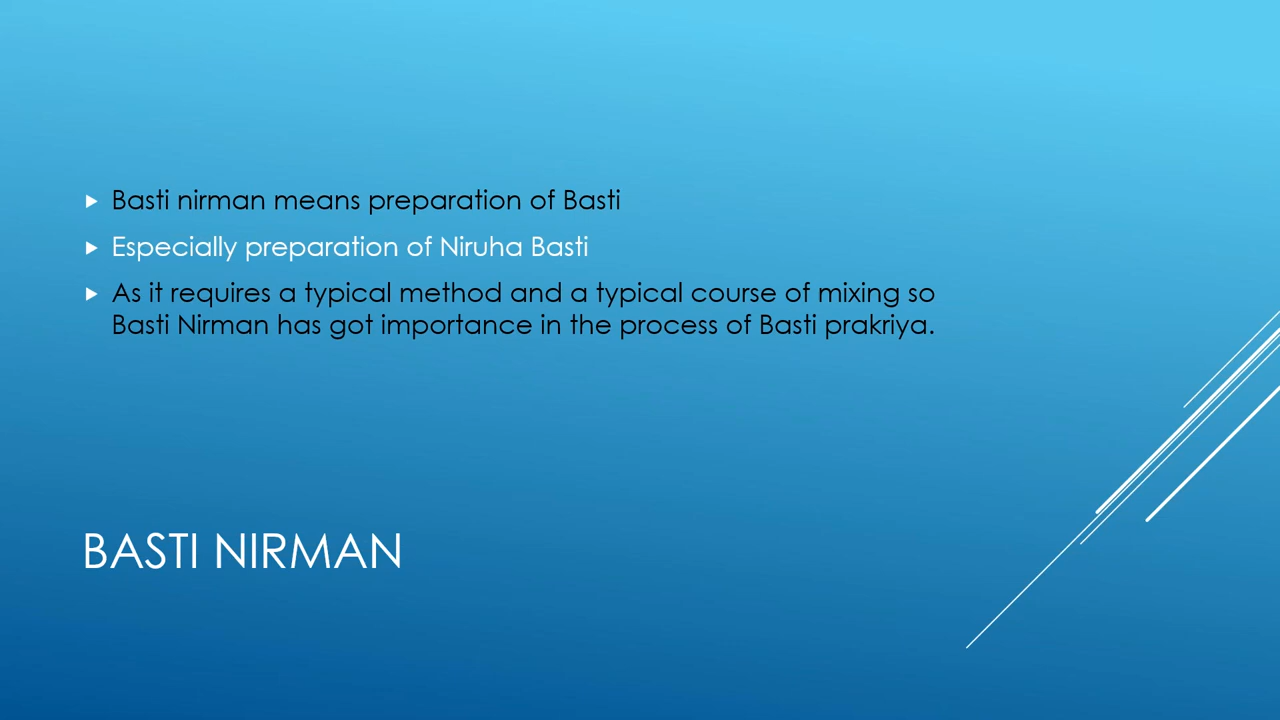 Basti nirman means preparation of Basti
Especially preparation of Niruha Basti
As it requires a typical method and a typical course of mixing so
Basti Nirman has got importance in the process of Basti prakriya.
BASTI NIRMAN